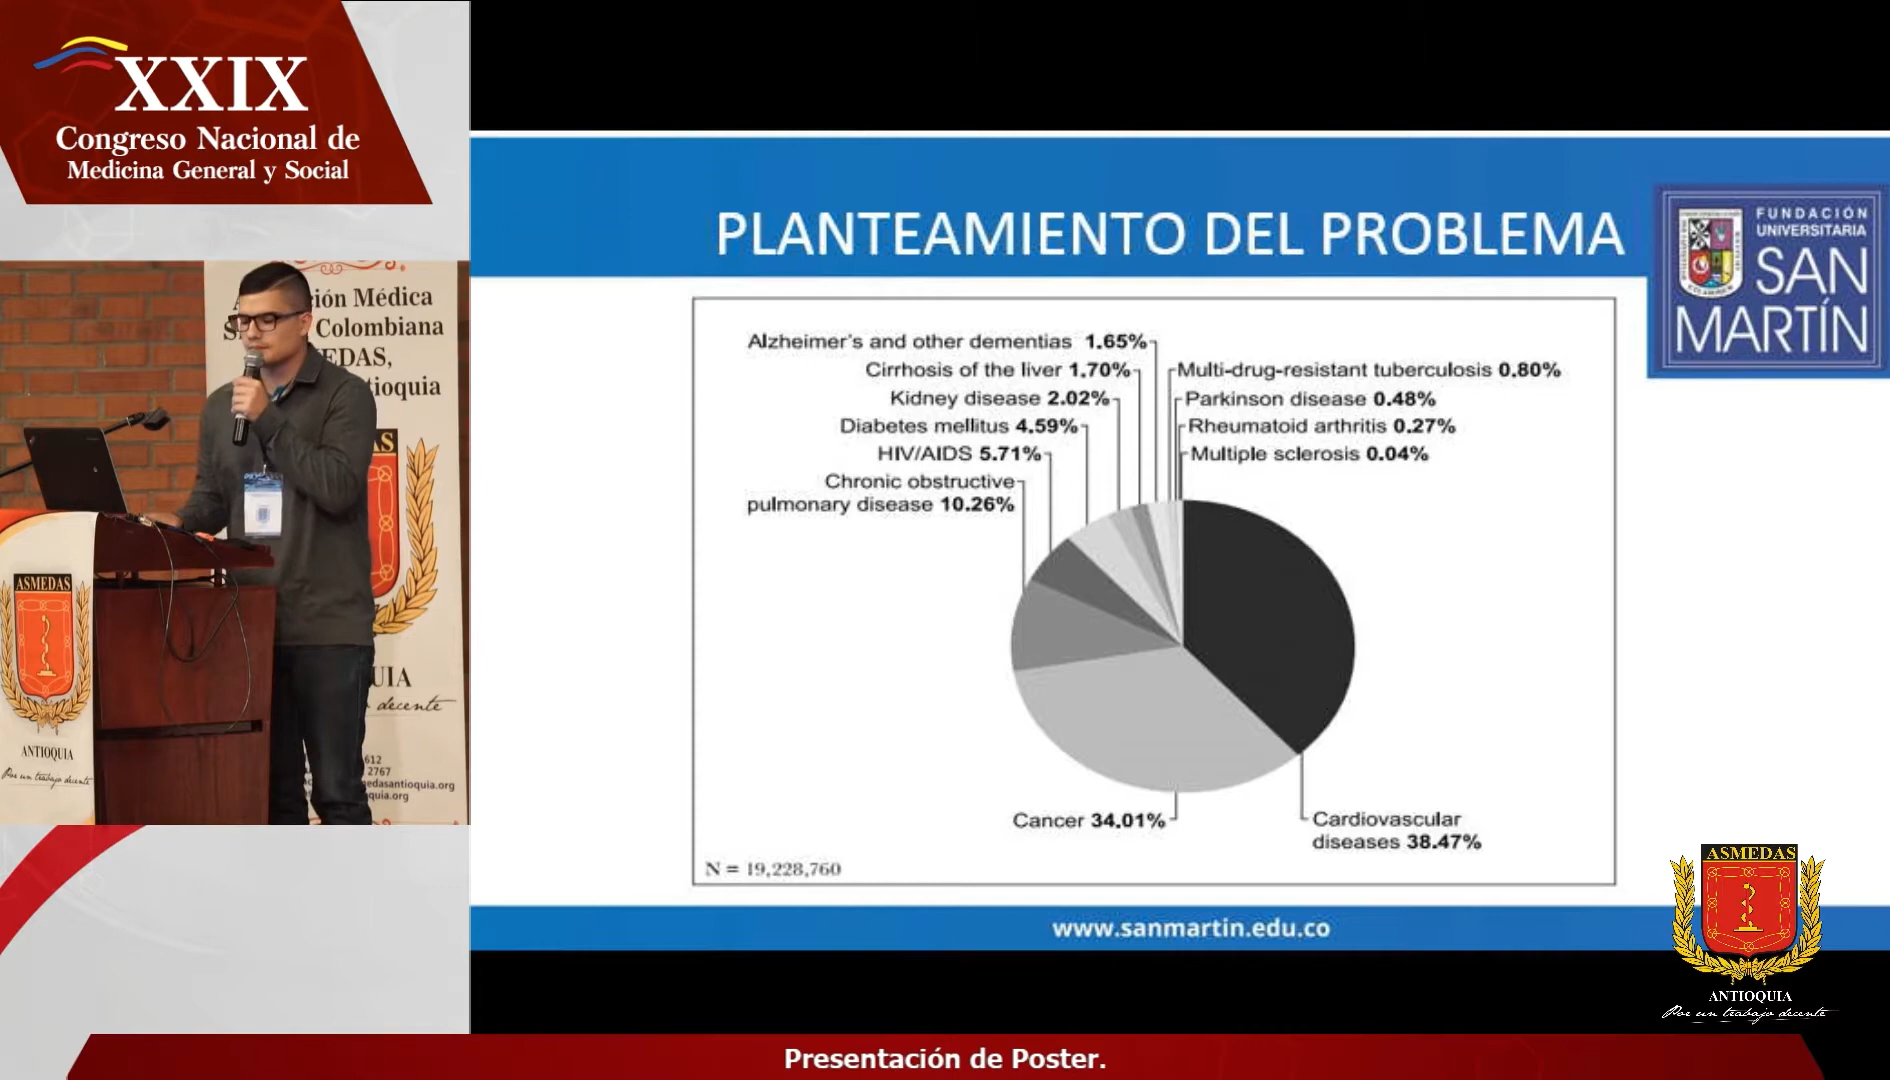 XXIX
Congreso Nacional de
Medicina General y Social
ión Médica
Colombiana
EDAS,
tioquia
AS
UIA
decente
612
2767
edasantioquia.org
quia.org
ASMEDAS
ANTIOQUIA
Por un trabajo decente
PLANTEAMIENTO DEL PROBLEMA
FUNDACIÓN
UNIVERSITARIA
SAN
MARTÍN
Alzheimer's and other dementias 1.65%
Cirrhosis of the liver 1.70%
Kidney disease 2.02%
Diabetes mellitus 4.59%
HIV/AIDS 5.71%
Chronic obstructive
pulmonary disease 10.26%
Multi-drug-resistant tuberculosis 0.80%
Parkinson disease 0.48%
Rheumatoid arthritis 0.27%
Multiple sclerosis 0.04%
Cancer 34.01%
Cardiovascular
diseases 38.47%
N = 19,228,760
www.sanmartin.edu.co
ASMEDAS
ANTIOQUIA
Por un trabajo decente
Presentación de Poster.